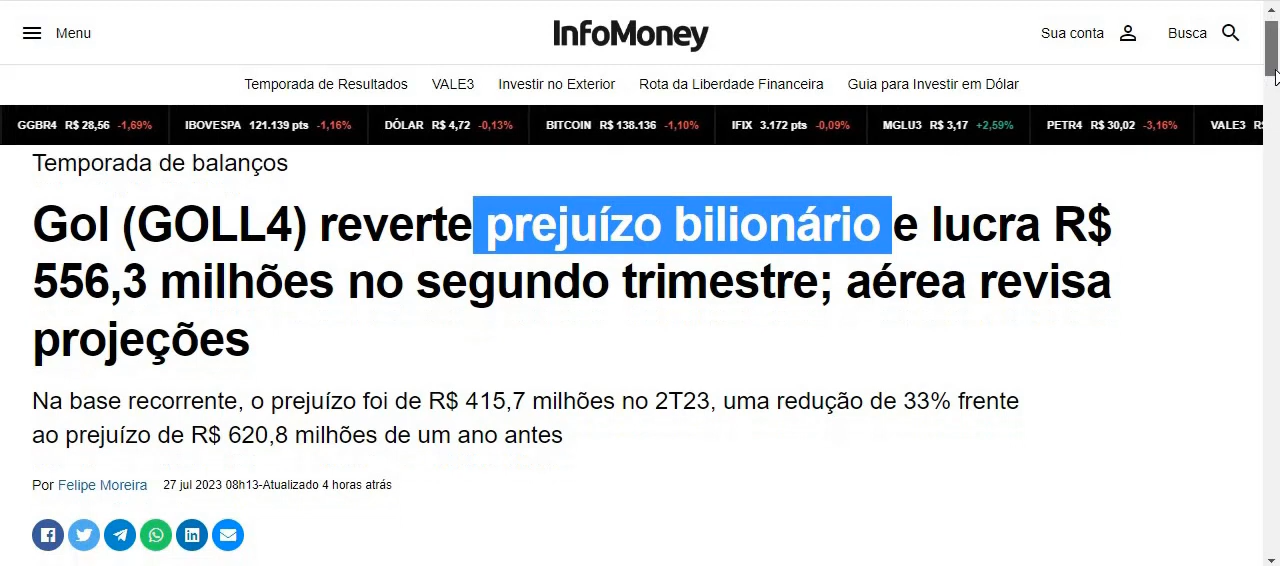 Menu
InfoMoney
Sua conta
Busca
Temporada de Resultados VALE3 Investir no Exterior Rota da Liberdade Financeira Guia para Investir em Dólar
GGBR4 R$ 28,56 -1,69% IBOVESPA 121.139 pts -1,16% DÓLAR R$ 4,72 -0,13% BITCOIN R$ 138.136 -1,10% IFIX 3.172 pts -0,09% MGLU3 R$ 3,17 +2,59% PETR4 R$ 30,02 -3,16% VALE3
Temporada de balanços
Gol (GOLL4) reverte prejuízo bilionário e lucra R$
556,3 milhões no segundo trimestre; aérea revisa
projeções
Na base recorrente, o prejuízo foi de R$ 415,7 milhões no 2T23, uma redução de 33% frente
ao prejuízo de R$ 620,8 milhões de um ano antes
Por Felipe Moreira 27 jul 2023 08h13-Atualizado 4 horas atrás